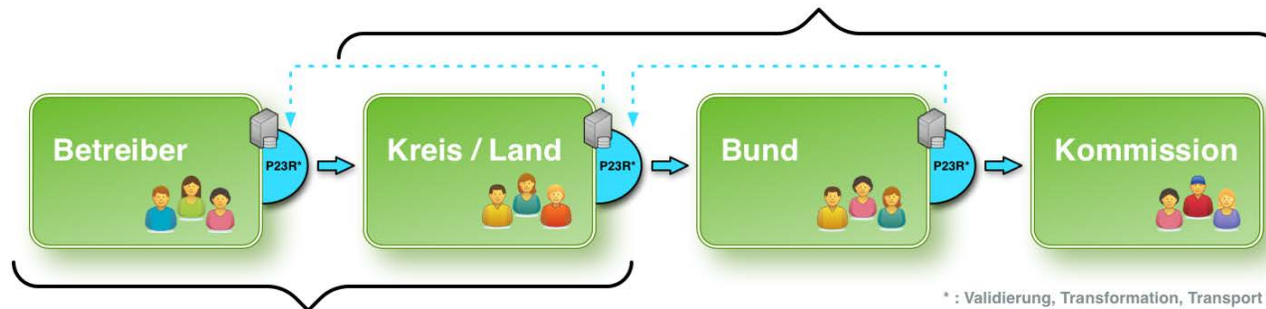 Betreiber
P23R*
Kreis / Land
P23R*
Bund
P23R*
Kommission
* : Validierung, Transformation, Transport